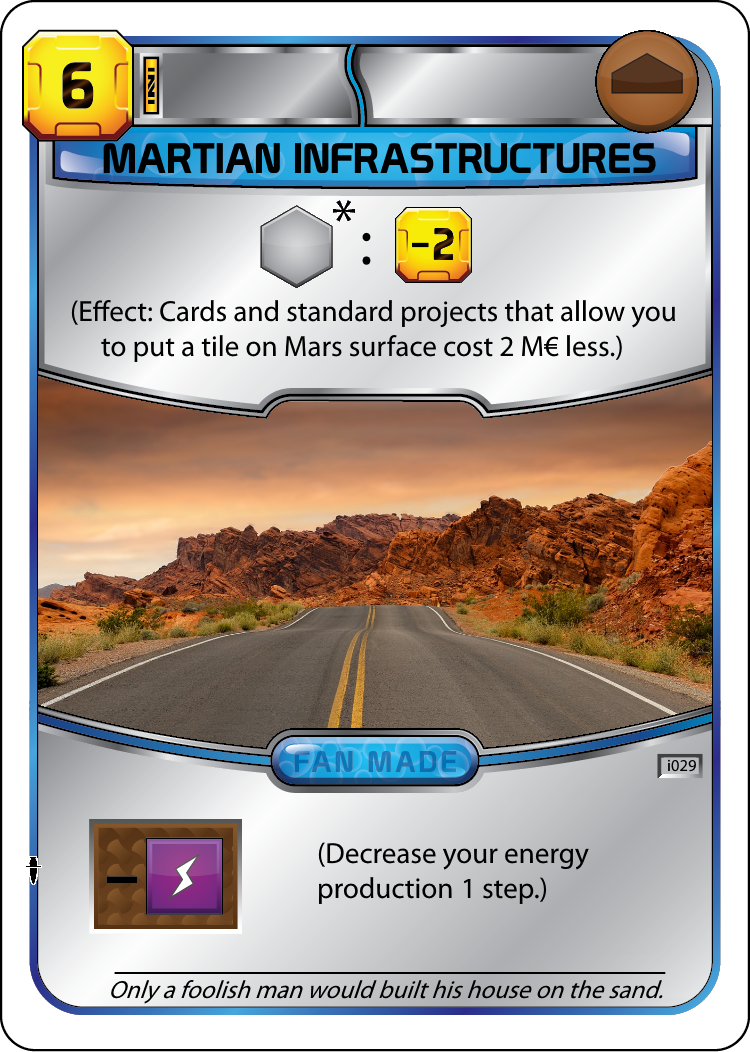 6
MARTIAN INFRASTRUCTURES
* : -2
(Effect: Cards and standard projects that allow you
to put a tile on Mars surface cost 2 M€ less.)
FAN MADE
i029
(Decrease your energy
production 1 step.)
Only a foolish man would built his house on the sand.